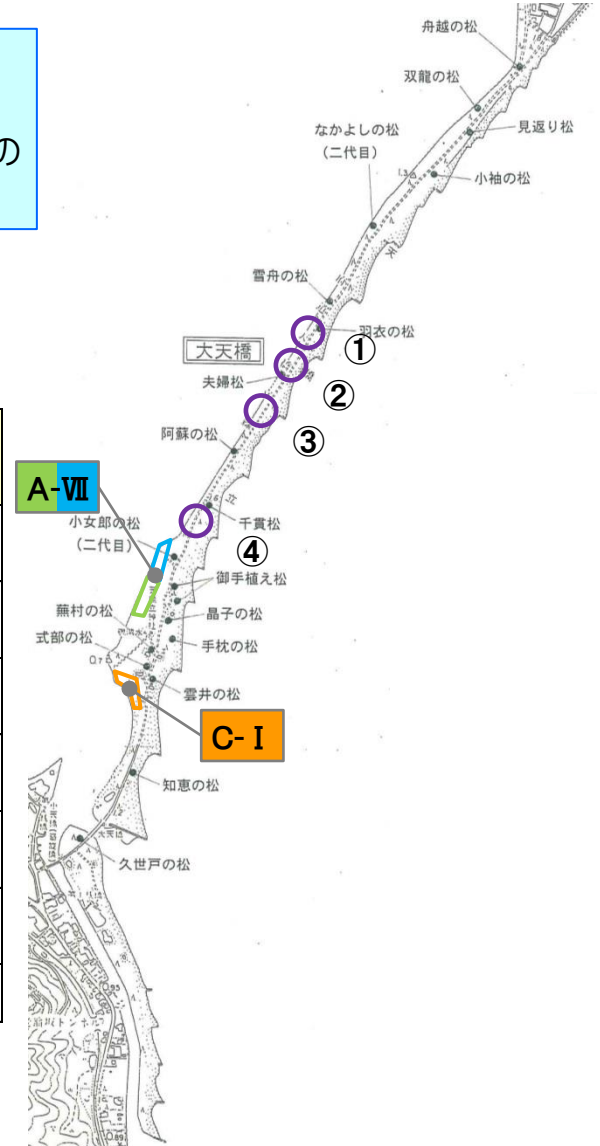 の
舟越の松
双龍の松
見返り松
なかよしの松
(二代目)
小袖の松
雪舟の松
羽衣の松
①
大天橋
夫婦松
②
③
阿蘇の松
A-Ⅶ
千貫松
小女郎の松
(二代目)
④
御手植え松
蕪村の松
晶子の松
式部の松
手枕の松
雲井の松
C-Ⅰ
知恵の松
久世戸の松